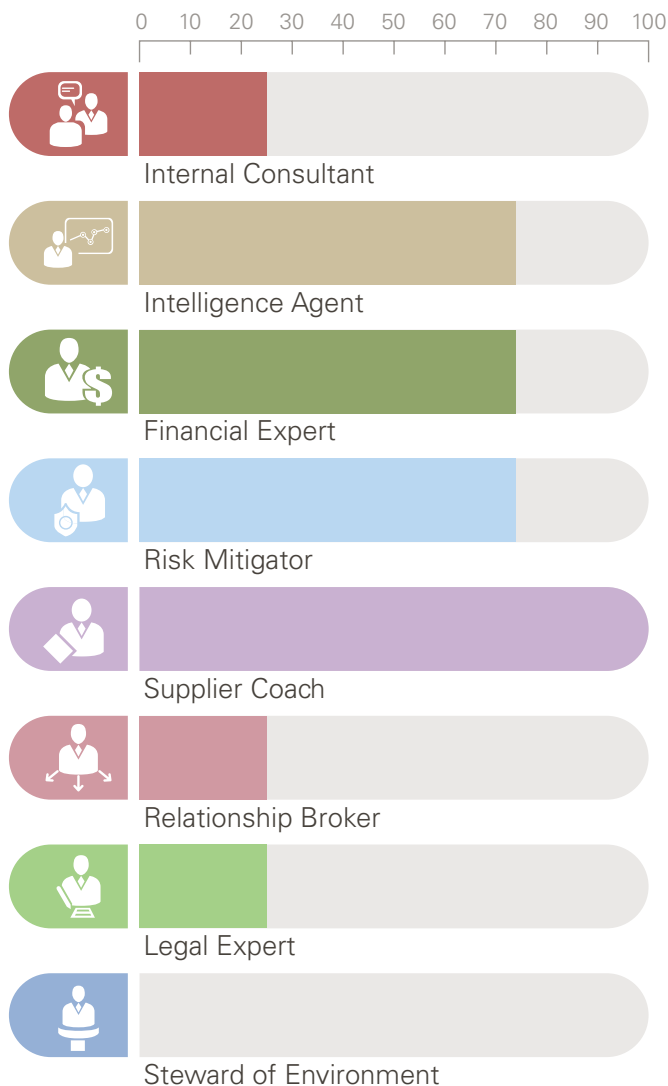 0 10 20 30 40 50 60 70 80 90 100
Internal Consultant
Intelligence Agent
$
Financial Expert
Risk Mitigator
Supplier Coach
Relationship Broker
Legal Expert
Steward of Environment